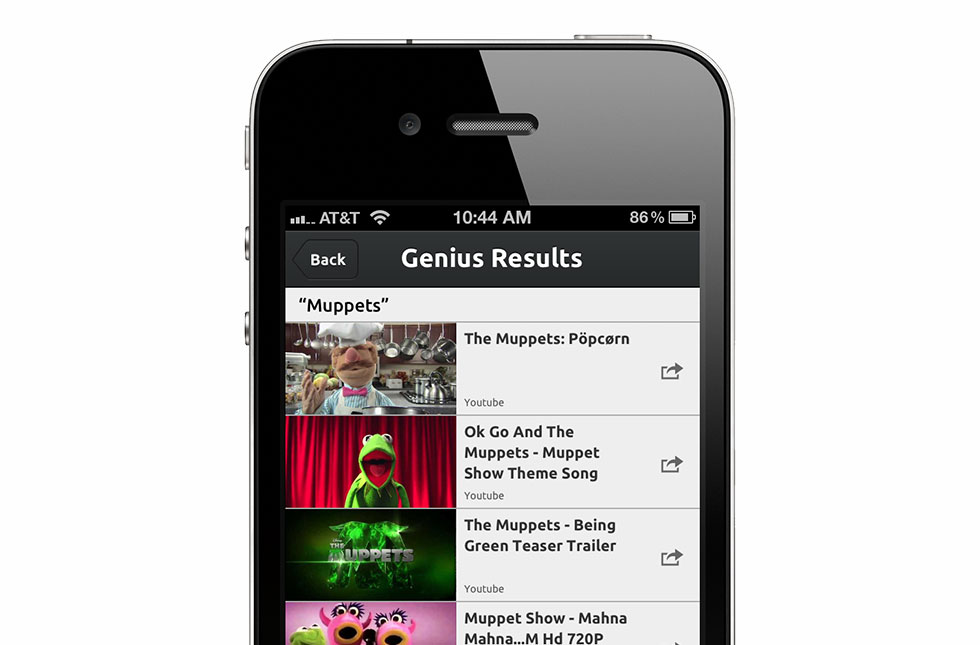 AT&T 10:44 AM 86%
Back Genius Results
“Muppets”
The Muppets: Pöpcørn
Youtube
Ok Go And The
Muppets - Muppet
Show Theme Song
Youtube
The Muppets - Being
Green Teaser Trailer
Youtube
Disney
THE
MUPPETS
Muppet Show - Mahna
Mahna...M Hd 720P